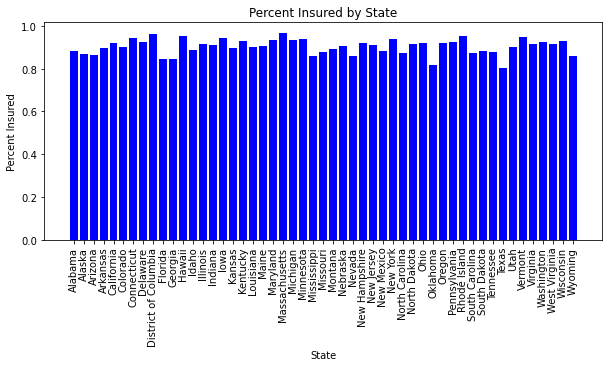 Percent Insured by State
Percent Insured
1.0
0.8
0.6
0.4
0.2
0.0
Alabama
Alaska
Arizona
Arkansas
California
Colorado
Connecticut
Delaware
District of Columbia
Florida
Georgia
Hawaii
Idaho
Illinois
Indiana
Iowa
Kansas
Kentucky
Louisiana
Maine
Maryland
Massachusetts
Michigan
Minnesota
Mississippi
Missouri
Montana
Nebraska
Nevada
New Hampshire
New Jersey
New Mexico
New York
North Carolina
North Dakota
Ohio
Oklahoma
Oregon
Pennsylvania
Rhode Island
South Carolina
South Dakota
Tennessee
Texas
Utah
Vermont
Virginia
Washington
West Virginia
Wisconsin
Wyoming
State